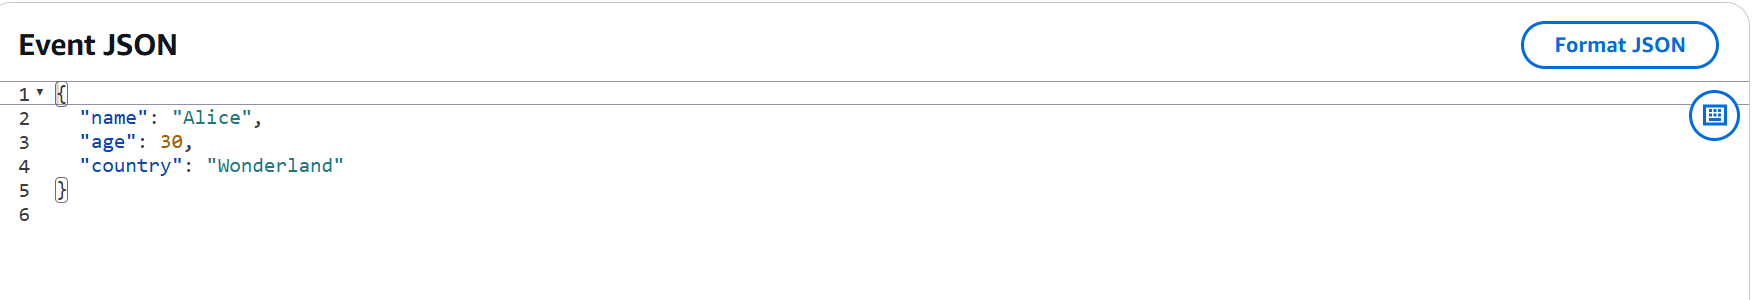 Event JSON
Format JSON
1 {
2   "name": "Alice",
3   "age": 30,
4   "country": "Wonderland"
5 }
6